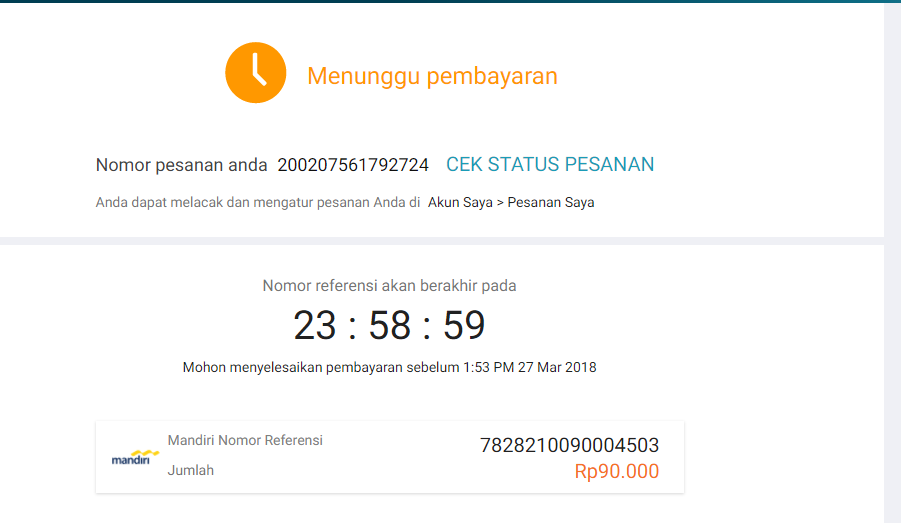 Menunggu pembayaran
Nomor pesanan anda 200207561792724 CEK STATUS PESANAN
Anda dapat melacak dan mengatur pesanan Anda di Akun Saya > Pesanan Saya
Nomor referensi akan berakhir pada
23 : 58 : 59
Mohon menyelesaikan pembayaran sebelum 1:53 PM 27 Mar 2018
mandiri
Mandiri Nomor Referensi 7828210090004503
Jumlah Rp90.000